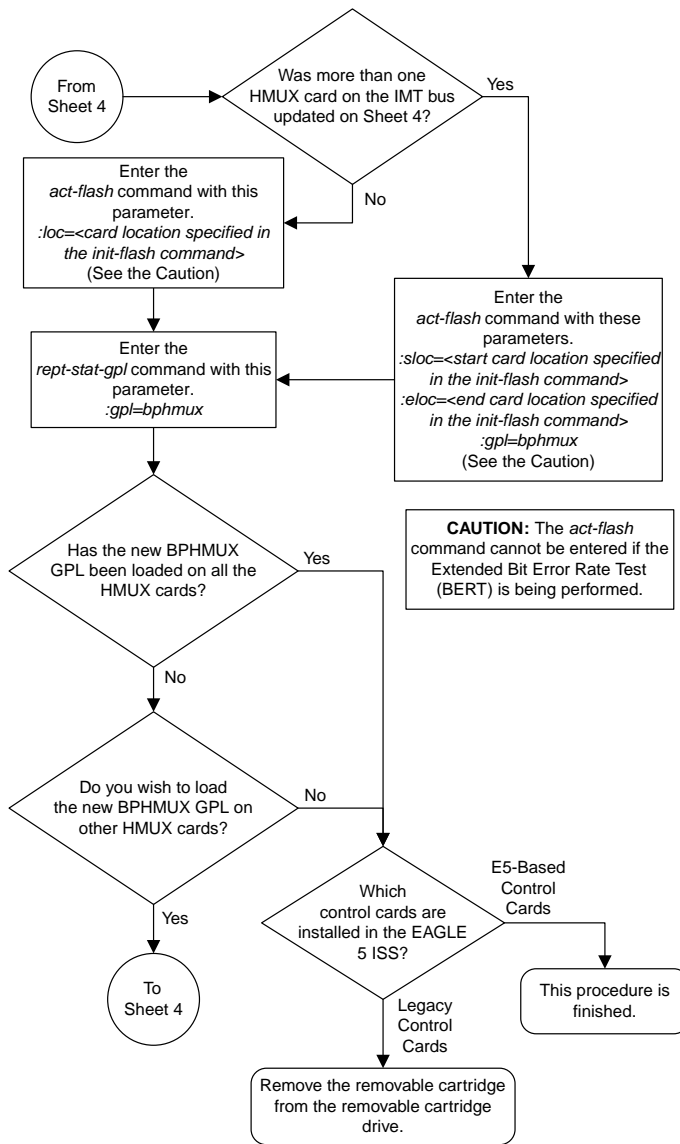 From
Sheet 4
Was more than one
HMUX card on the IMT bus
updated on Sheet 4?
Yes
No
Enter the
act-flash command with this
parameter.
:loc=<card location specified in
the init-flash command>
(See the Caution)
Enter the
act-flash command with these
parameters.
:sloc=<start card location specified
in the init-flash command>
:eloc=<end card location specified
in the init-flash command>
:gpl=bphmux
(See the Caution)
Enter the
rept-stat-gpl command with this
parameter.
:gpl=bphmux
CAUTION: The act-flash
command cannot be entered if the
Extended Bit Error Rate Test
(BERT) is being performed.
Has the new BPHMUX
GPL been loaded on all the
HMUX cards?
Yes
No
Do you wish to load
the new BPHMUX GPL on
other HMUX cards?
No
Yes
To
Sheet 4
Which
control cards are
installed in the EAGLE
5 ISS?
E5-Based
Control
Cards
This procedure is
finished.
Legacy
Control
Cards
Remove the removable cartridge
from the removable cartridge
drive.